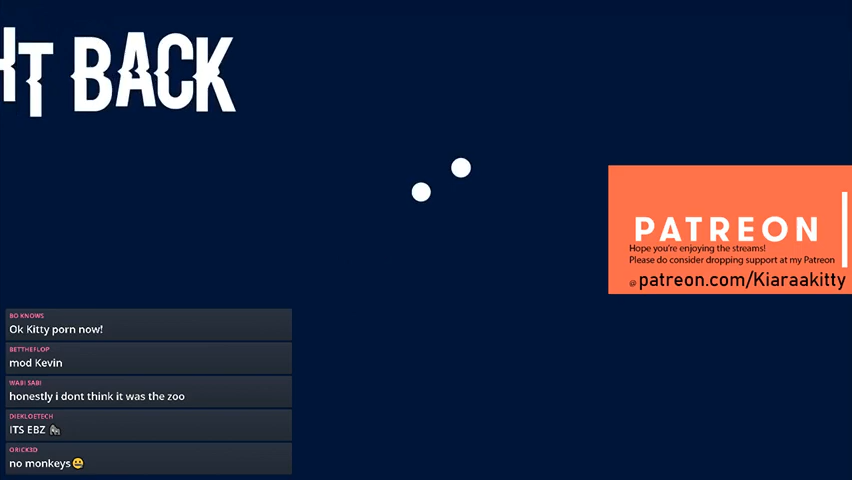 HT BACK
PATREON
Hope you're enjoying the streams!
Please do consider dropping support at my Patreon
@ patreon.com/Kiaraakitty
BO KNOWS
Ok Kitty porn now!
BETTHEFLOP
mod Kevin
WABI SABI
honestly i dont think it was the zoo
DIEKLOETECH
ITS EBZ 🦍
ORICK3D
no monkeys😀